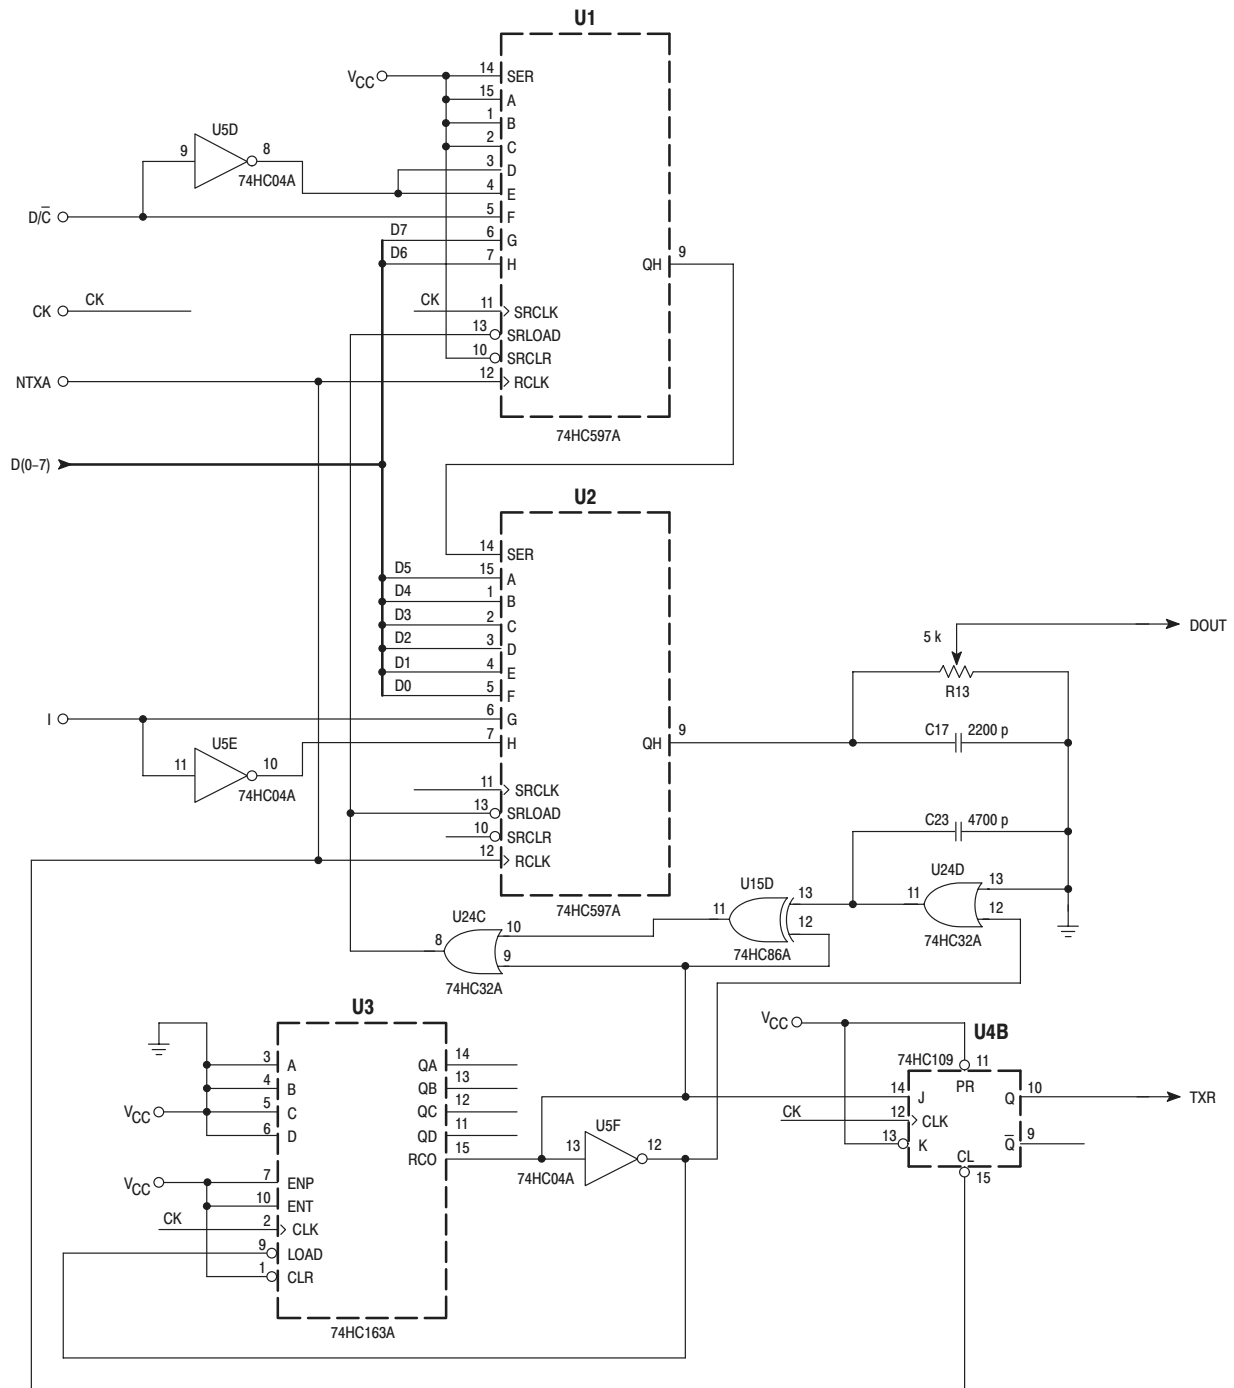 U1
VCC
14 SER
15 A
1 B
2 C
3 D
4 E
5 F
D7 6 G
D6 7 H
QH 9
CK 11 SRCLK
13 SRLOAD
10 SRCLR
12 RCLK
74HC597A
U5D
9 8
74HC04A
D/C̅
CK CK
NTXA
D(0–7)
U2
14 SER
D5 15 A
D4 1 B
D3 2 C
D2 3 D
D1 4 E
D0 5 F
6 G
7 H
QH 9
11 SRCLK
13 SRLOAD
10 SRCLR
12 RCLK
74HC597A
I
U5E
11 10
74HC04A
5 k
DOUT
R13
C17 2200 p
C23 4700 p
U24D
11 13
12
74HC32A
U15D
11 13
12
74HC86A
U24C
8 10
9
74HC32A
U3
3 A
4 B
VCC 5 C
6 D
VCC 7 ENP
10 ENT
CK 2 CLK
9 LOAD
1 CLR
QA 14
QB 13
QC 12
QD 11
RCO 15
74HC163A
U5F
13 12
74HC04A
VCC
U4B
74HC109 11
PR
14 J
CK 12 CLK
13 K
Q 10
TXR
Q̅ 9
CL
15